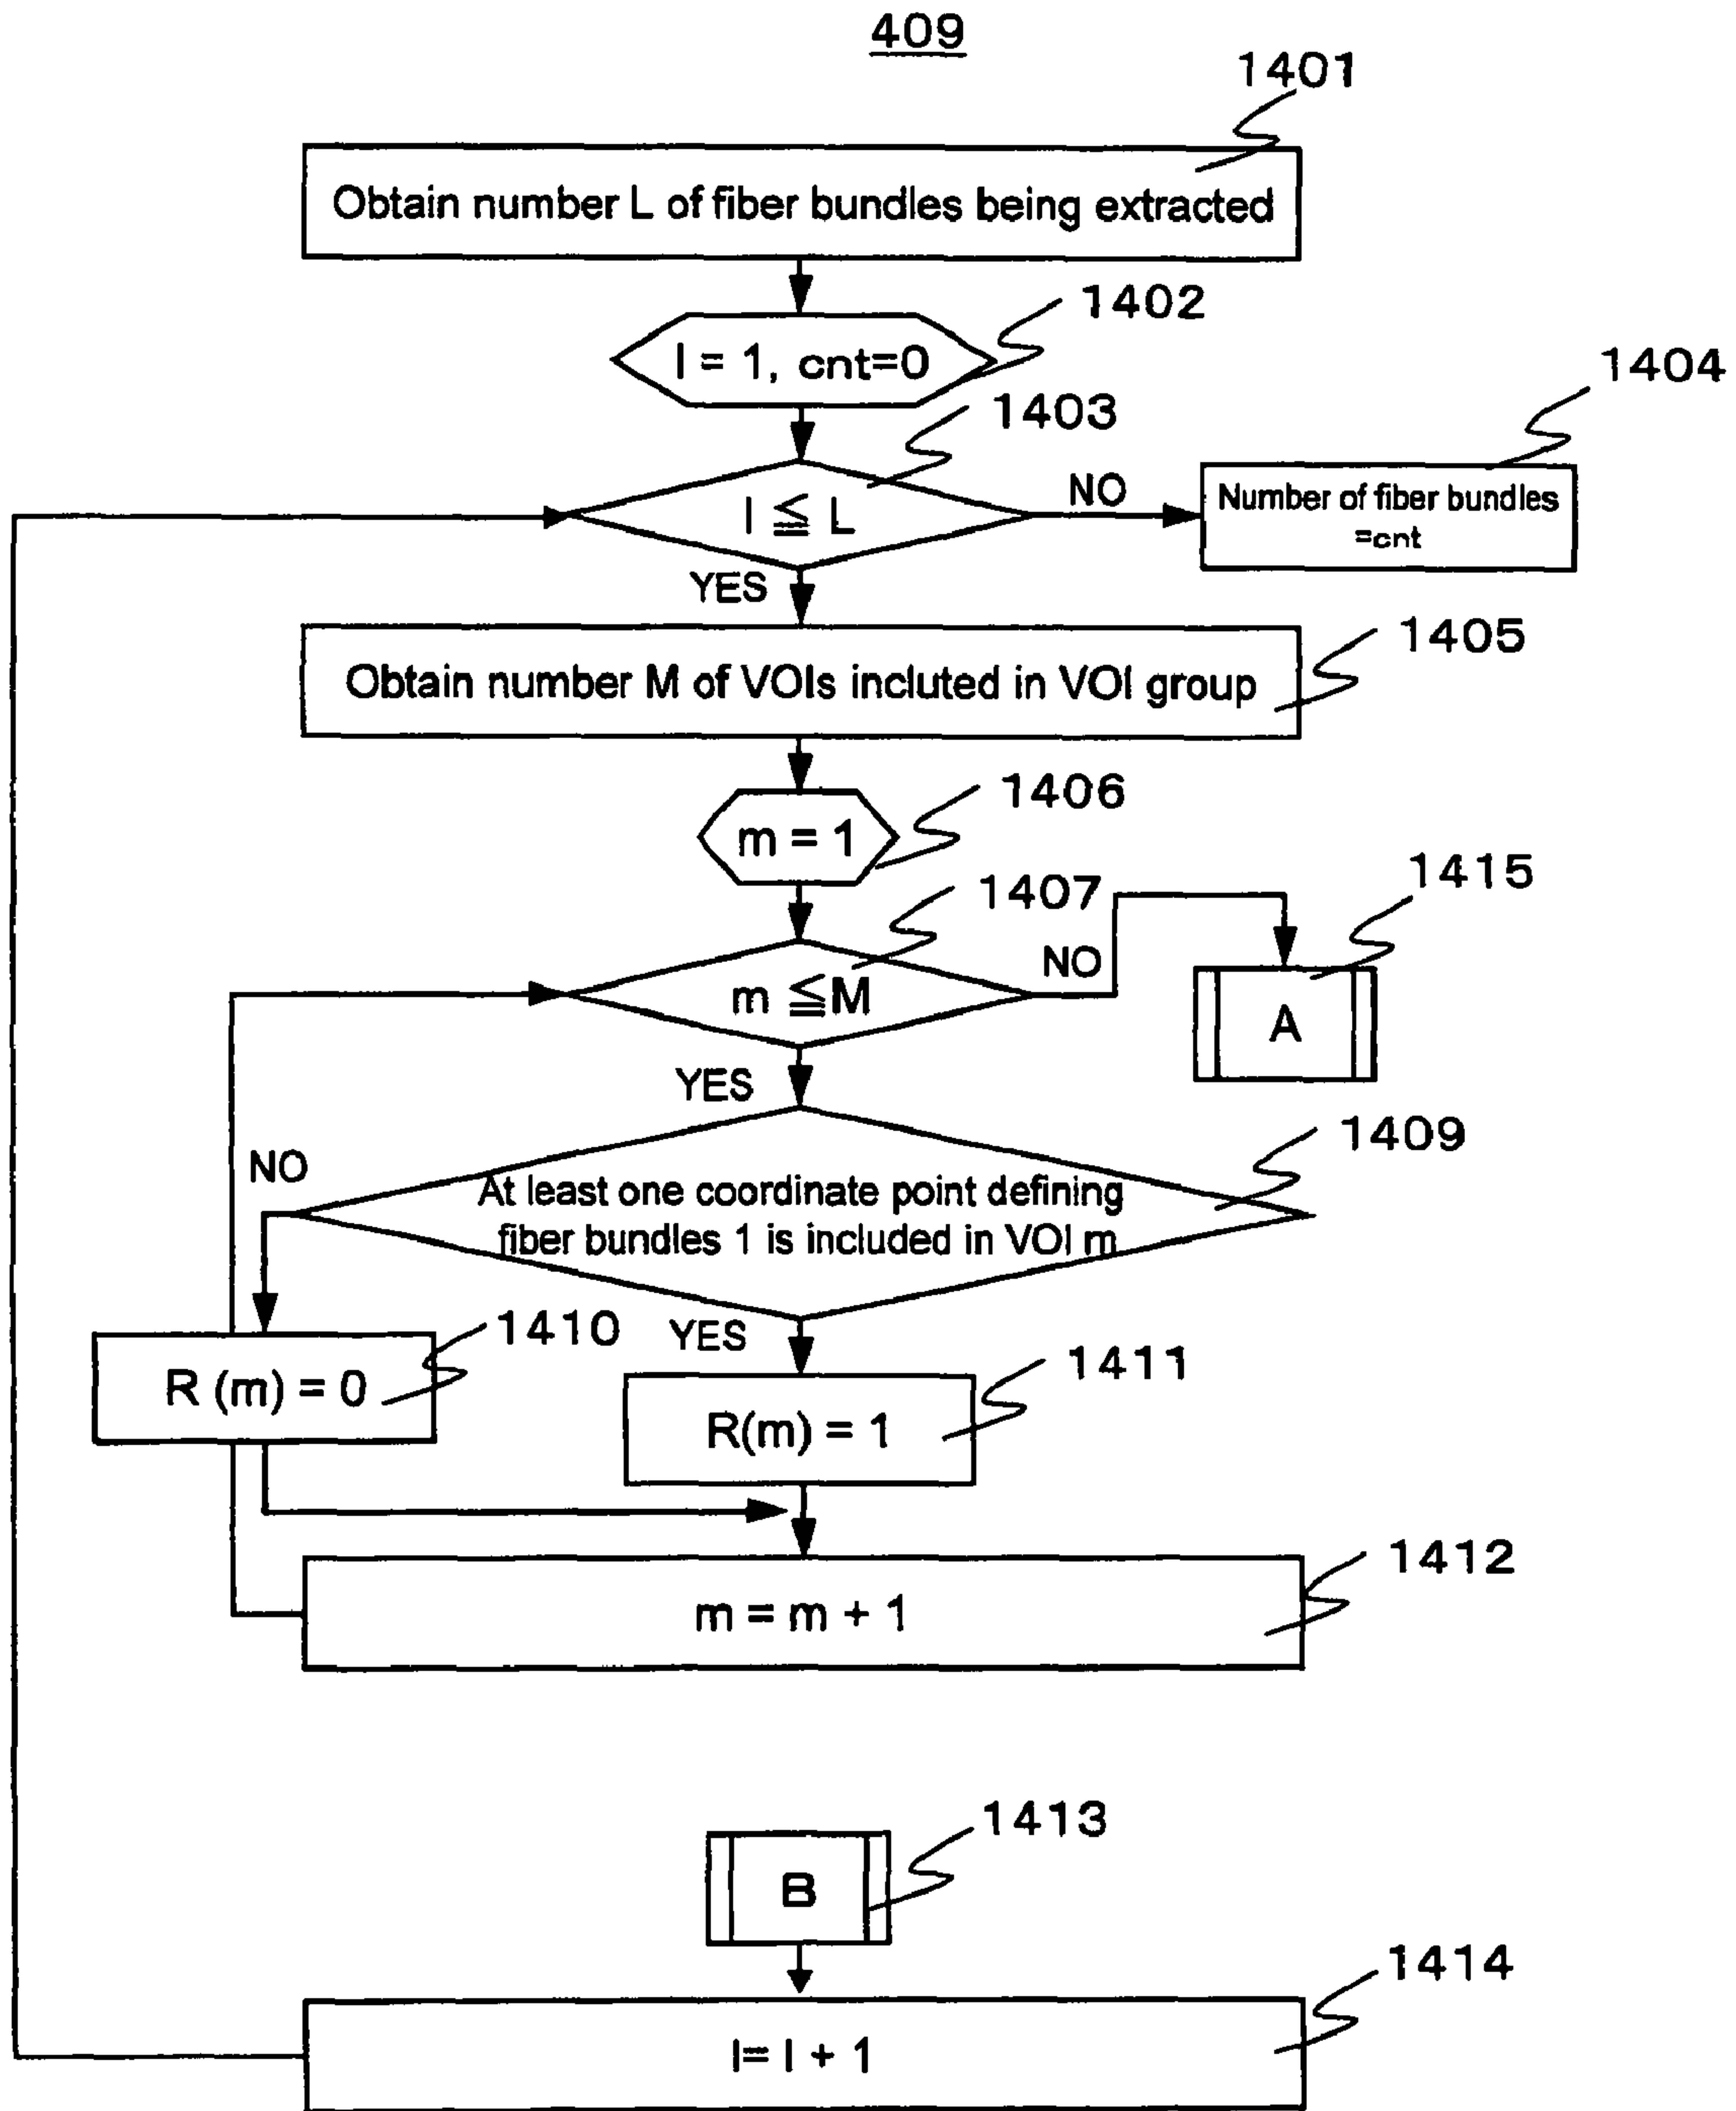 409
1401
Obtain number L of fiber bundles being extracted
1402
l = 1, cnt=0
1403
1404
l ≦ L
NO
Number of fiber bundles
=cnt
YES
1405
Obtain number M of VOIs incluted in VOI group
1406
m = 1
1407
1415
NO
m ≦M
A
YES
1409
NO
At least one coordinate point defining
fiber bundles 1 is included in VOI m
1410
YES
R (m) = 0
1411
R(m) = 1
1412
m = m + 1
1413
B
1414
l= l + 1